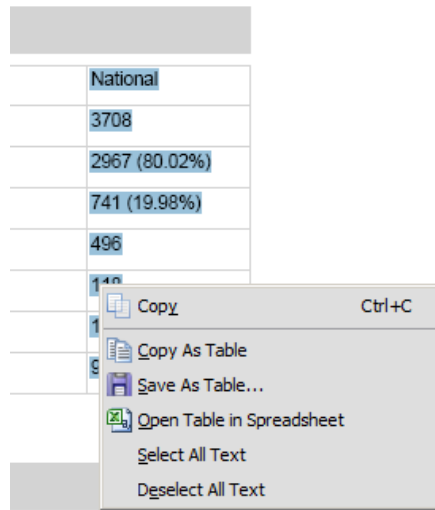 National
3708
2967 (80.02%)
741 (19.98%)
496
Copy Ctrl+C
Copy As Table
Save As Table...
Open Table in Spreadsheet
Select All Text
Deselect All Text